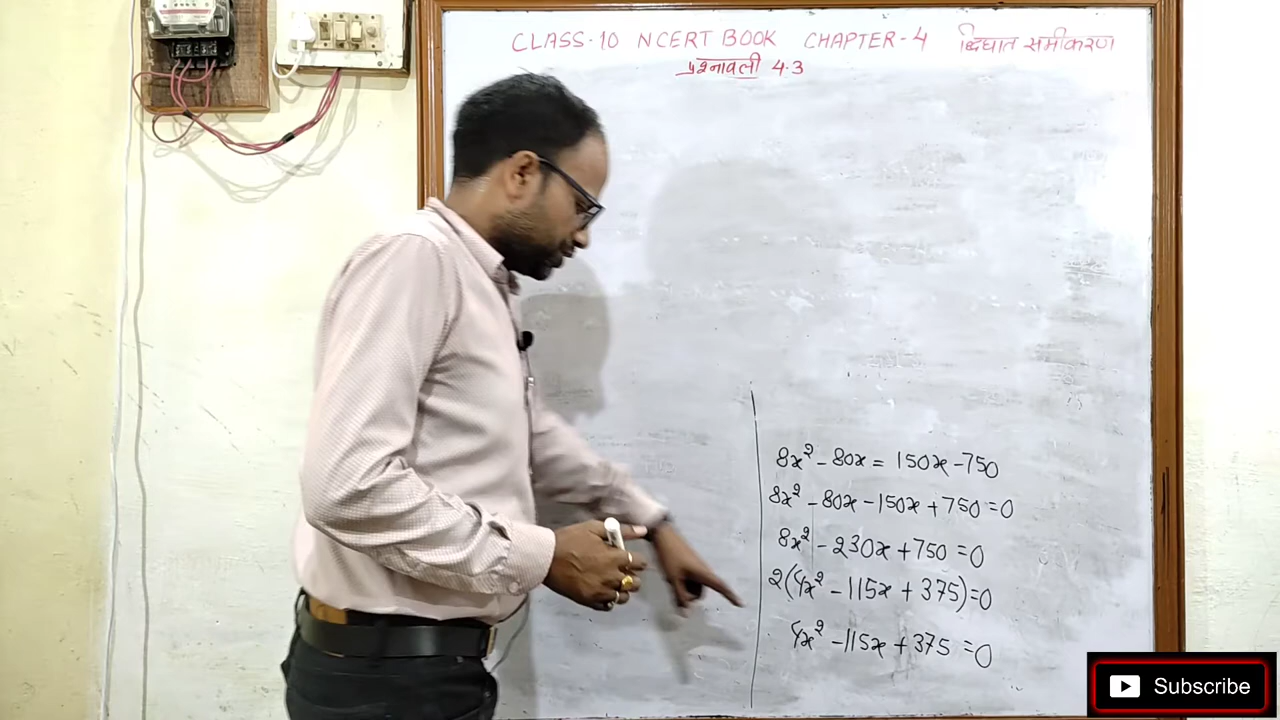 CLASS-10 NCERT BOOK CHAPTER-4 द्विघात समीकरण
प्रश्नावली 4.3
8x² - 80x = 150x - 750
8x² - 80x - 150x + 750 = 0
8x² - 230x + 750 = 0
2(4x² - 115x + 375) = 0
4x² - 115x + 375 = 0
Subscribe